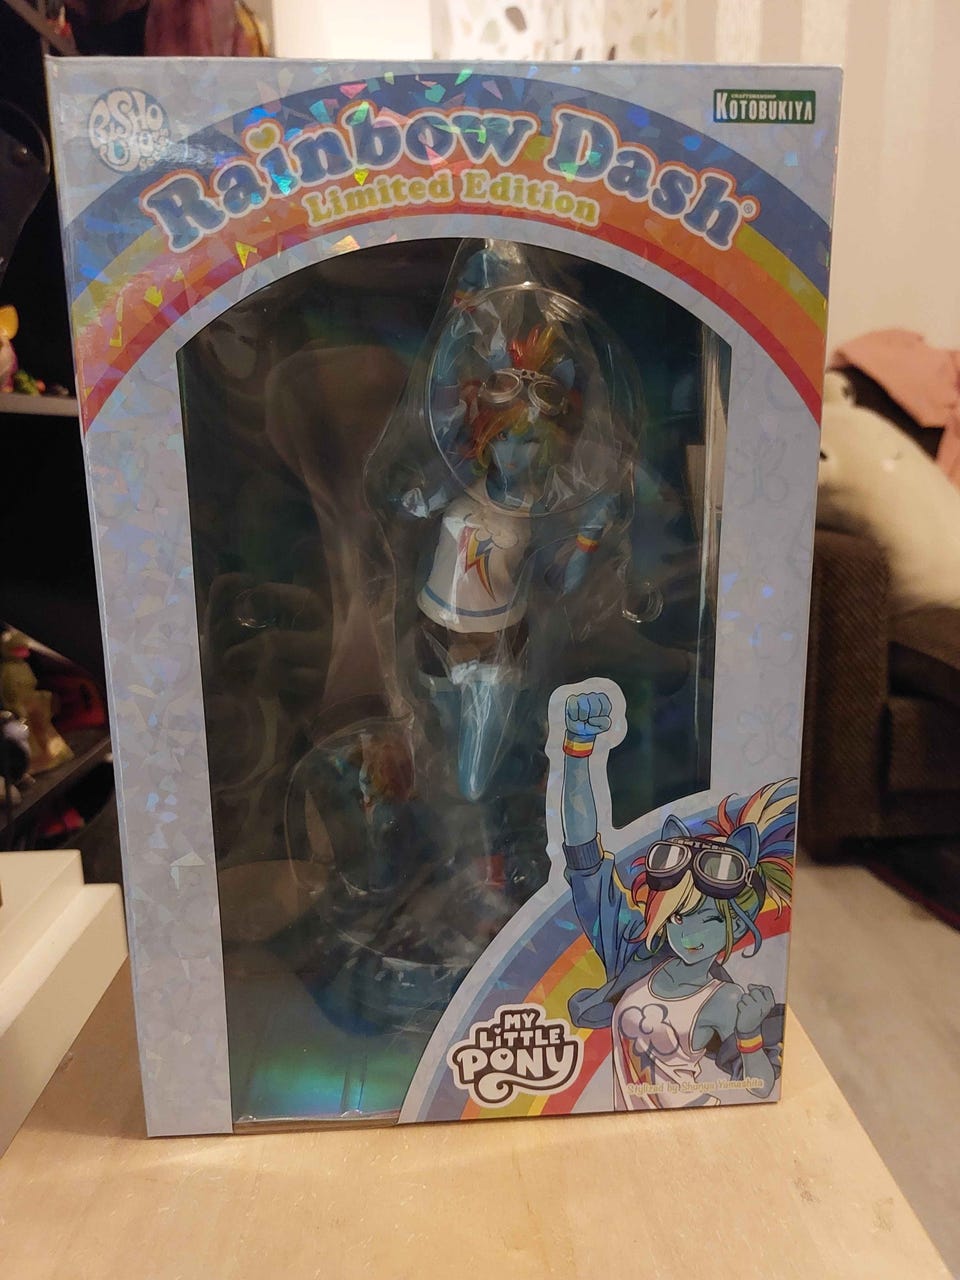 BISHOUJO
CRAFTSMANSHIP
KOTOBUKIYA
Rainbow Dash®
Limited Edition
MY
LiTTLE
PONY
Stylized by Shunya Yamashita